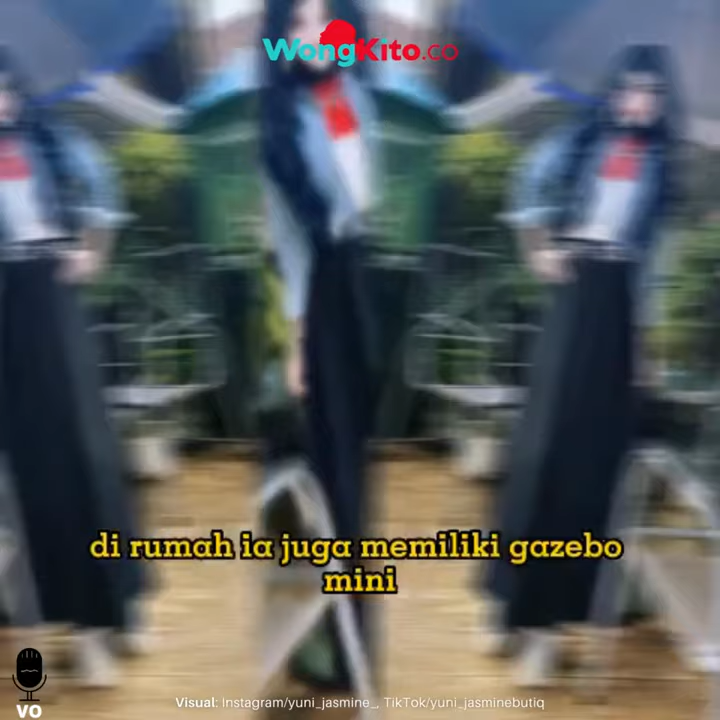 WongKito.co
di rumah ia juga memiliki gazebo
mini
VO
Visual: Instagram/yuni_jasmine_, TikTok/yuni_jasminebutiq